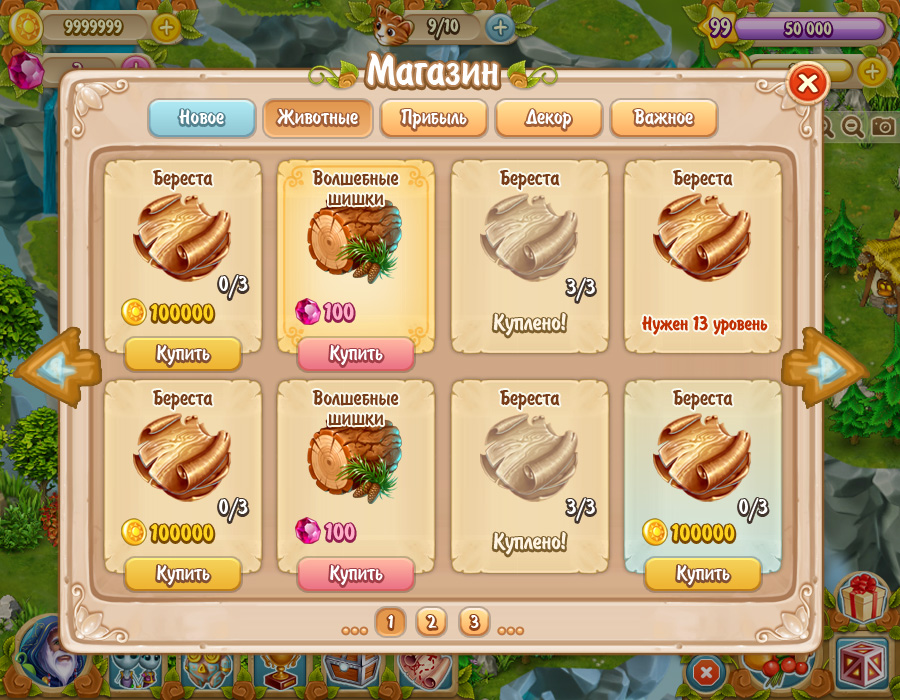 9999999
9/10
99
50 000
Магазин
Новое
Животные
Прибыль
Декор
Важное
Береста
0/3
100000
Купить
Волшебные
шишки
100
Купить
Береста
3/3
Куплено!
Береста
Нужен 13 уровень
Береста
0/3
100000
Купить
Волшебные
шишки
100
Купить
Береста
3/3
Куплено!
Береста
0/3
100000
Купить
1
2
3